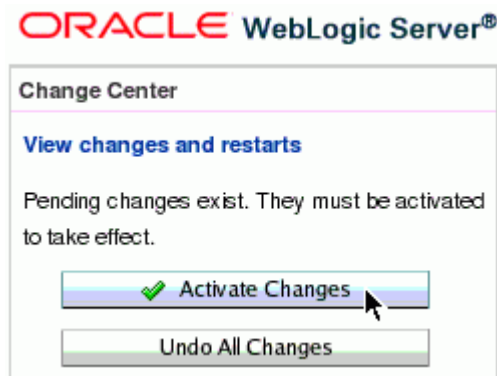 ORACLE WebLogic Server®
Change Center
View changes and restarts
Pending changes exist. They must be activated
to take effect.
Activate Changes
Undo All Changes